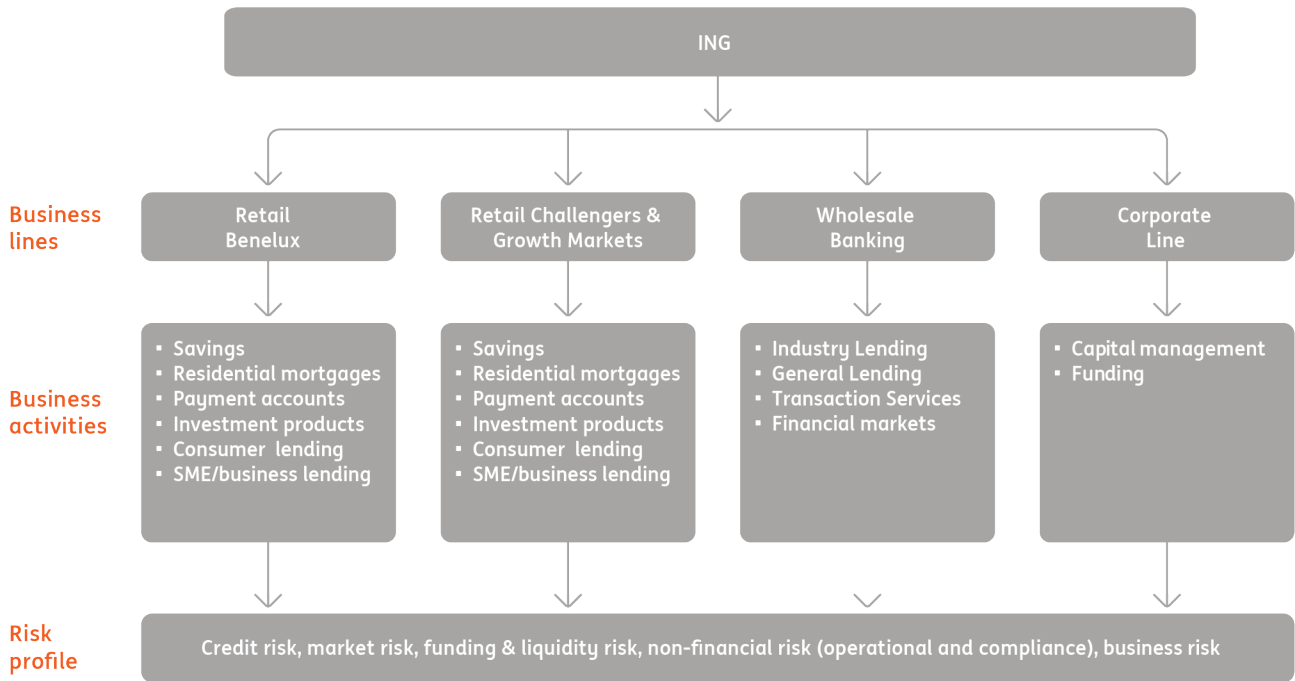 ING
Business
lines
Retail
Benelux
Retail Challengers &
Growth Markets
Wholesale
Banking
Corporate
Line
Business
activities
▪ Savings
▪ Residential mortgages
▪ Payment accounts
▪ Investment products
▪ Consumer lending
▪ SME/business lending
▪ Savings
▪ Residential mortgages
▪ Payment accounts
▪ Investment products
▪ Consumer lending
▪ SME/business lending
▪ Industry Lending
▪ General Lending
▪ Transaction Services
▪ Financial markets
▪ Capital management
▪ Funding
Risk
profile
Credit risk, market risk, funding & liquidity risk, non-financial risk (operational and compliance), business risk